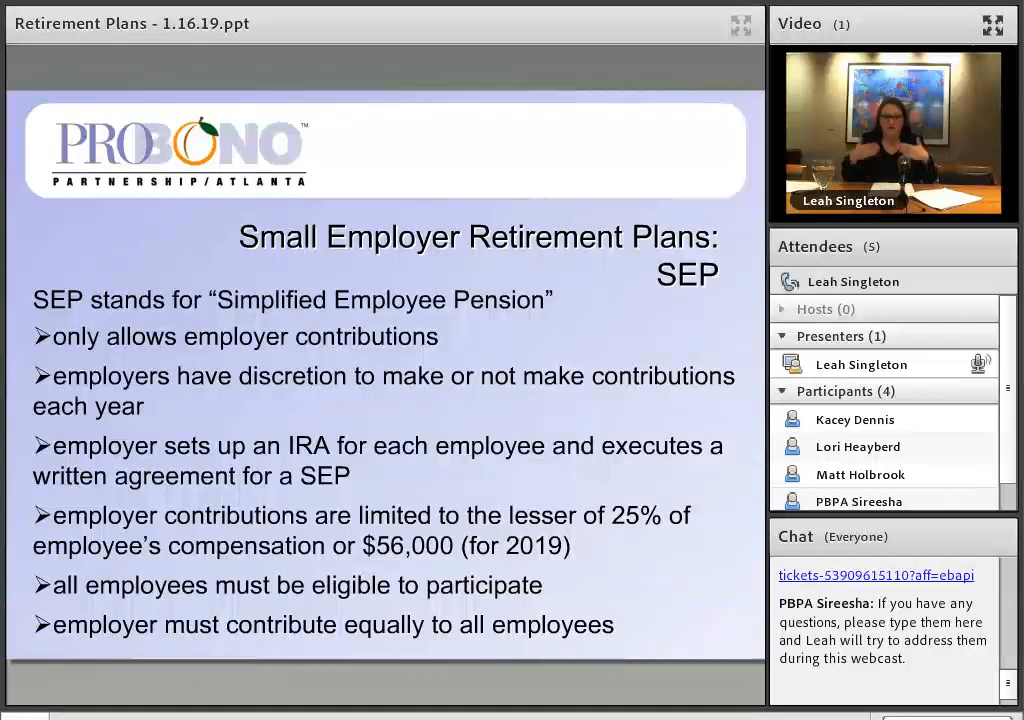 Retirement Plans - 1.16.19.ppt
PROBONO™
PARTNERSHIP/ATLANTA
Small Employer Retirement Plans:
SEP
SEP stands for “Simplified Employee Pension”
➢only allows employer contributions
➢employers have discretion to make or not make contributions
each year
➢employer sets up an IRA for each employee and executes a
written agreement for a SEP
➢employer contributions are limited to the lesser of 25% of
employee’s compensation or $56,000 (for 2019)
➢all employees must be eligible to participate
➢employer must contribute equally to all employees
Video (1)
Leah Singleton
Attendees (5)
Leah Singleton
Hosts (0)
Presenters (1)
Leah Singleton
Participants (4)
Kacey Dennis
Lori Heayberd
Matt Holbrook
PBPA Sireesha
Chat (Everyone)
tickets-53909615110?aff=ebapi
PBPA Sireesha: If you have any
questions, please type them here
and Leah will try to address them
during this webcast.